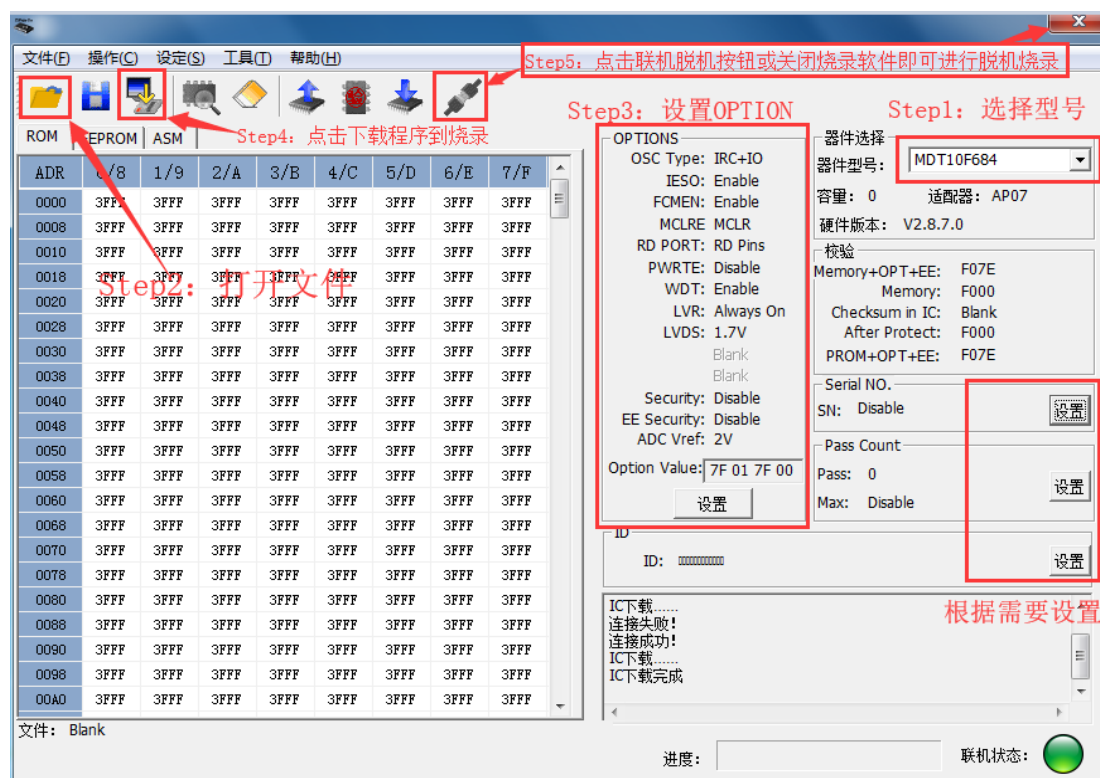 文件(F) 操作(C) 设定(S) 工具(T) 帮助(H)
Step5：点击联机脱机按钮或关闭烧录软件即可进行脱机烧录
Step3：设置OPTION
Step1：选择型号
Step4：点击下载程序到烧录
ROM EEPROM ASM
ADR 0/8 1/9 2/A 3/B 4/C 5/D 6/E 7/F
0000 3FFF 3FFF 3FFF 3FFF 3FFF 3FFF 3FFF 3FFF
0008 3FFF 3FFF 3FFF 3FFF 3FFF 3FFF 3FFF 3FFF
0010 3FFF 3FFF 3FFF 3FFF 3FFF 3FFF 3FFF 3FFF
0018 3FFF 3FFF 3FFF 3FFF 3FFF 3FFF 3FFF 3FFF
Step2：打开文件
0020 3FFF 3FFF 3FFF 3FFF 3FFF 3FFF 3FFF 3FFF
0028 3FFF 3FFF 3FFF 3FFF 3FFF 3FFF 3FFF 3FFF
0030 3FFF 3FFF 3FFF 3FFF 3FFF 3FFF 3FFF 3FFF
0038 3FFF 3FFF 3FFF 3FFF 3FFF 3FFF 3FFF 3FFF
0040 3FFF 3FFF 3FFF 3FFF 3FFF 3FFF 3FFF 3FFF
0048 3FFF 3FFF 3FFF 3FFF 3FFF 3FFF 3FFF 3FFF
0050 3FFF 3FFF 3FFF 3FFF 3FFF 3FFF 3FFF 3FFF
0058 3FFF 3FFF 3FFF 3FFF 3FFF 3FFF 3FFF 3FFF
0060 3FFF 3FFF 3FFF 3FFF 3FFF 3FFF 3FFF 3FFF
0068 3FFF 3FFF 3FFF 3FFF 3FFF 3FFF 3FFF 3FFF
0070 3FFF 3FFF 3FFF 3FFF 3FFF 3FFF 3FFF 3FFF
0078 3FFF 3FFF 3FFF 3FFF 3FFF 3FFF 3FFF 3FFF
0080 3FFF 3FFF 3FFF 3FFF 3FFF 3FFF 3FFF 3FFF
0088 3FFF 3FFF 3FFF 3FFF 3FFF 3FFF 3FFF 3FFF
0090 3FFF 3FFF 3FFF 3FFF 3FFF 3FFF 3FFF 3FFF
0098 3FFF 3FFF 3FFF 3FFF 3FFF 3FFF 3FFF 3FFF
00A0 3FFF 3FFF 3FFF 3FFF 3FFF 3FFF 3FFF 3FFF
OPTIONS
OSC Type: IRC+IO
IESO: Enable
FCMEN: Enable
MCLRE MCLR
RD PORT: RD Pins
PWRTE: Disable
WDT: Enable
LVR: Always On
LVDS: 1.7V
Blank
Blank
Security: Disable
EE Security: Disable
ADC Vref: 2V
Option Value: 7F 01 7F 00
设置
器件选择
器件型号: MDT10F684
容量: 0 适配器: AP07
硬件版本: V2.8.7.0
校验
Memory+OPT+EE: F07E
Memory: F000
Checksum in IC: Blank
After Protect: F000
PROM+OPT+EE: F07E
Serial NO.
SN: Disable 设置
Pass Count
Pass: 0
设置
Max: Disable
ID
ID: 设置
根据需要设置
IC下载......
连接失败!
连接成功!
IC下载......
IC下载完成
文件: Blank
进度:
联机状态: